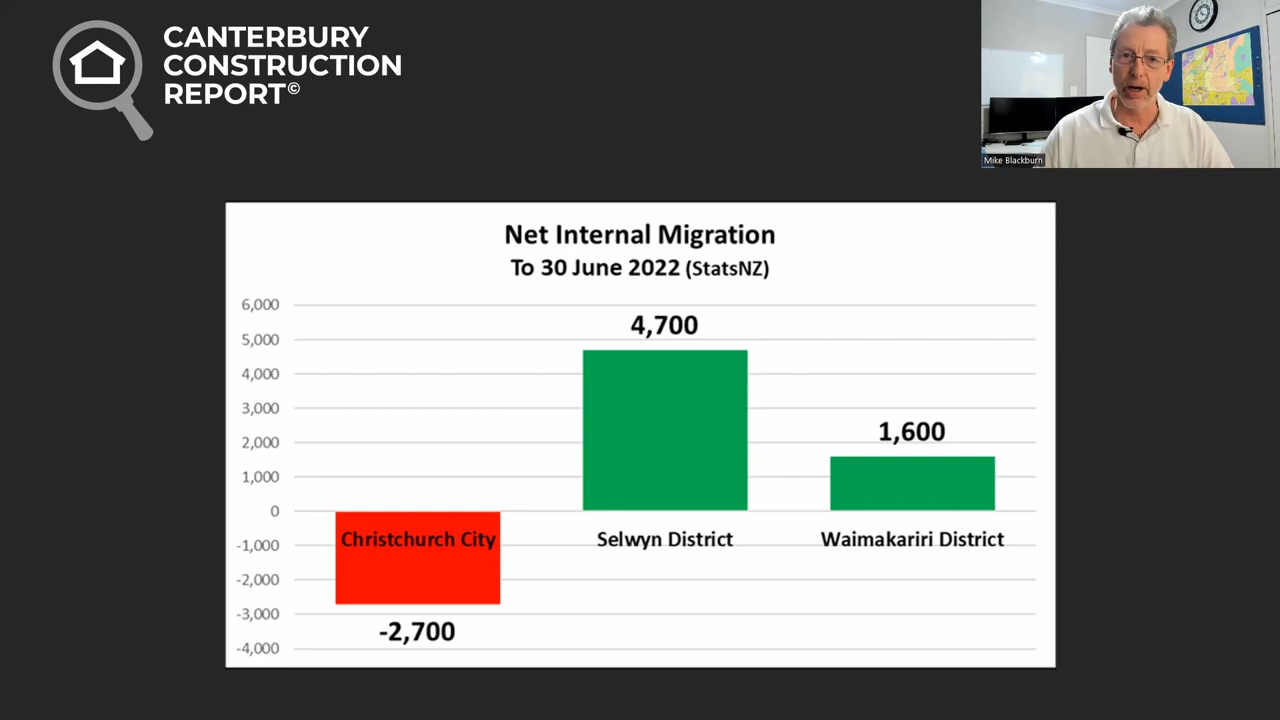 CANTERBURY
CONSTRUCTION
REPORT©
Mike Blackburn
Net Internal Migration
To 30 June 2022 (StatsNZ)
6,000
5,000
4,000
3,000
2,000
1,000
0
-1,000
-2,000
-3,000
-4,000
4,700
1,600
Christchurch City
Selwyn District
Waimakariri District
-2,700